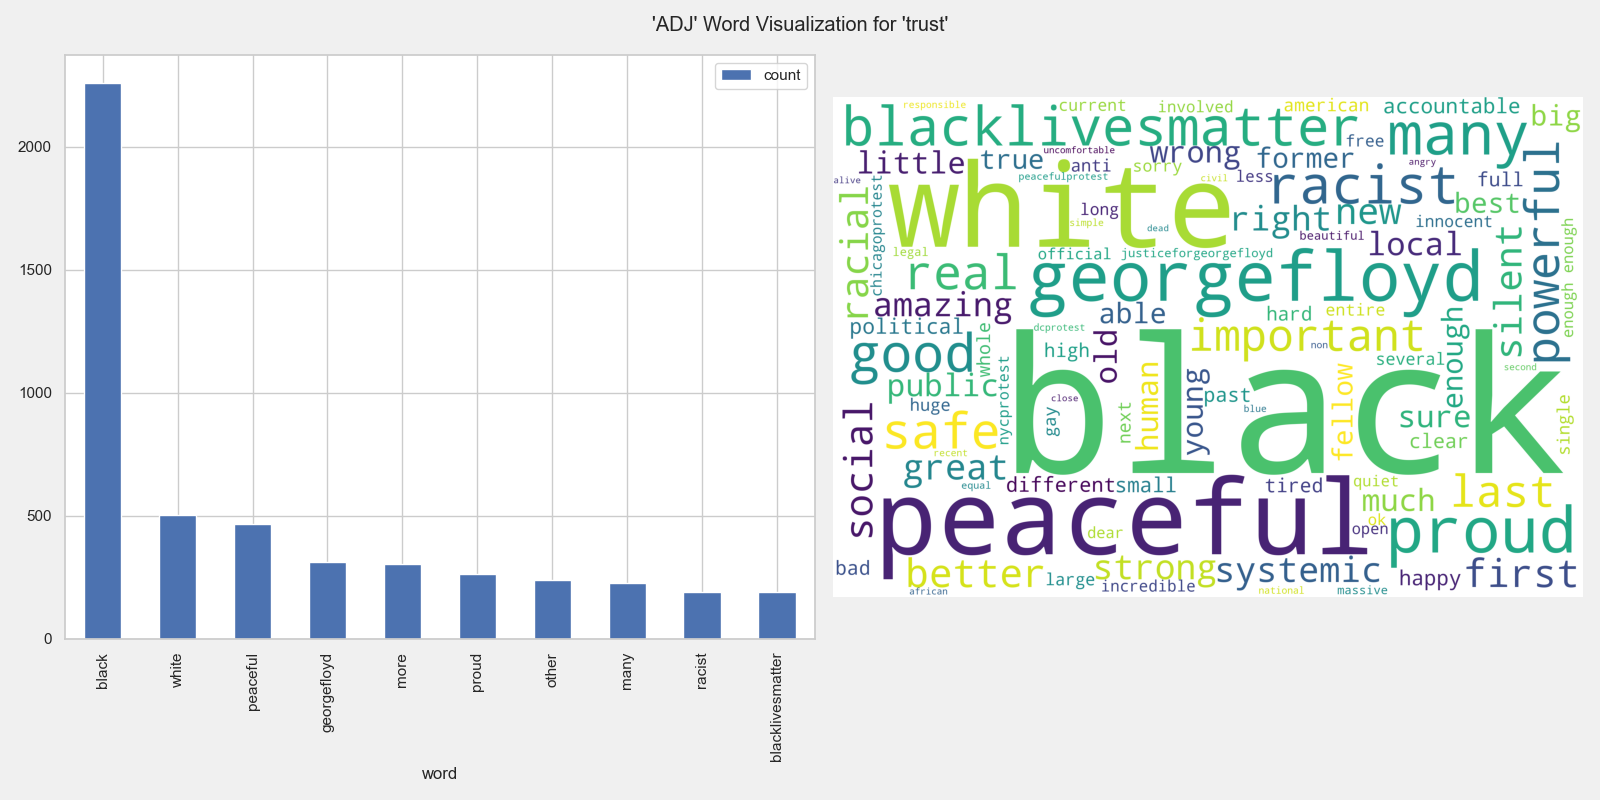 'ADJ' Word Visualization for 'trust'
count
2000
1500
1000
500
0
black
white
peaceful
georgefloyd
more
proud
other
many
racist
blacklivesmatter
word
responsible
current
involved
american
accountable
big
blacklivesmatter
free
many
uncomfortable
little
true
anti
wrong
sorry
former
angry
alive
peacefulprotest
civil
less
racist
full
powerful
racial
chicagoprotest
white
long
simple
dead
right
new
best
innocent
beautiful
local
legal
real
official
justiceforgeorgefloyd
georgefloyd
silent
enough enough
amazing
able
hard
entire
political
whole
dcprotest
high
old
important
non
several
enough
second
good
public
nycprotest
huge
gay
close
black
next
human
young
past
blue
fellow
sure
clear
single
social
safe
recent
great
equal
different
small
tired
quiet
much
last
peaceful
dear
ok
open
proud
bad
better
large
strong
incredible
systemic
happy
first
african
national
massive